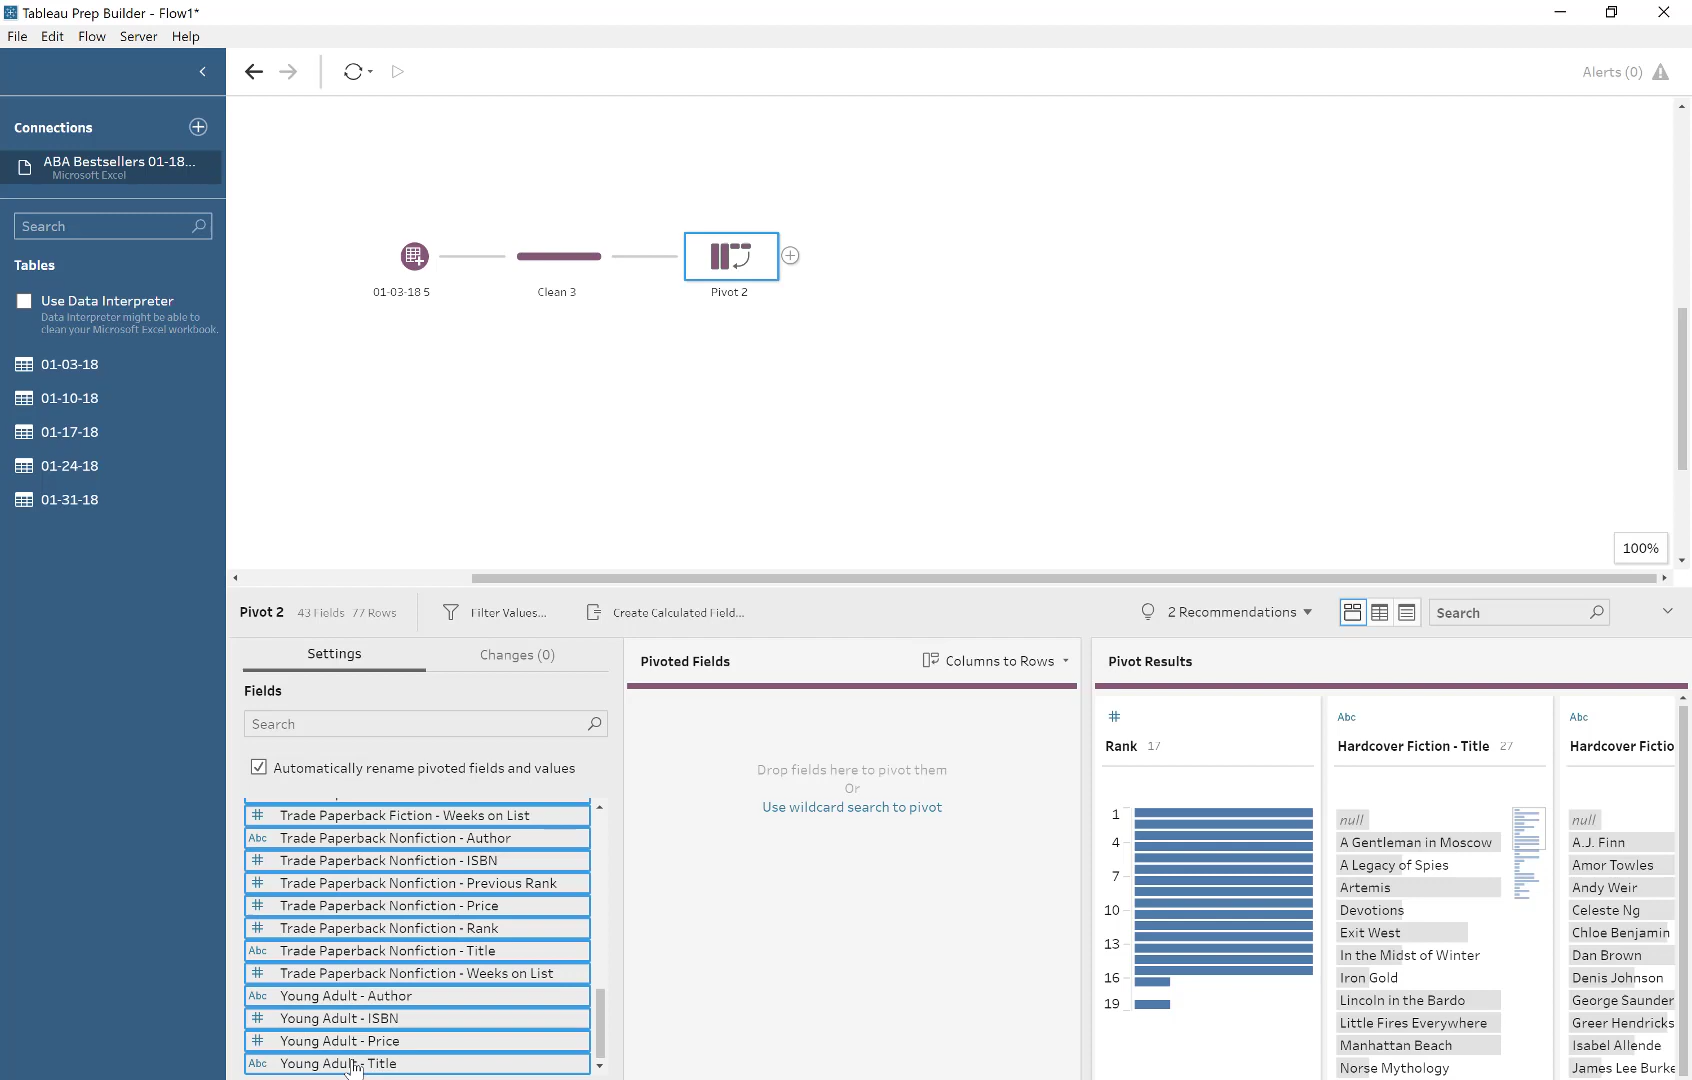 Tableau Prep Builder - Flow1*
File Edit Flow Server Help
Alerts (0)
Connections
ABA Bestsellers 01-18...
Microsoft Excel
Search
Tables
Use Data Interpreter
Data Interpreter might be able to
clean your Microsoft Excel workbook.
01-03-18
01-10-18
01-17-18
01-24-18
01-31-18
01-03-18 5
Clean 3
Pivot 2
100%
Pivot 2 43 Fields 77 Rows
Filter Values...
Create Calculated Field...
2 Recommendations
Search
Settings
Changes (0)
Fields
Search
Automatically rename pivoted fields and values
# Trade Paperback Fiction - Weeks on List
Abc Trade Paperback Nonfiction - Author
# Trade Paperback Nonfiction - ISBN
# Trade Paperback Nonfiction - Previous Rank
# Trade Paperback Nonfiction - Price
# Trade Paperback Nonfiction - Rank
Abc Trade Paperback Nonfiction - Title
# Trade Paperback Nonfiction - Weeks on List
Abc Young Adult - Author
# Young Adult - ISBN
# Young Adult - Price
Abc Young Adult - Title
Pivoted Fields
Columns to Rows
Drop fields here to pivot them
Or
Use wildcard search to pivot
Pivot Results
#
Rank 17
1
4
7
10
13
16
19
Abc
Hardcover Fiction - Title 27
null
A Gentleman in Moscow
A Legacy of Spies
Artemis
Devotions
Exit West
In the Midst of Winter
Iron Gold
Lincoln in the Bardo
Little Fires Everywhere
Manhattan Beach
Norse Mythology
Abc
Hardcover Fictio
null
A.J. Finn
Amor Towles
Andy Weir
Celeste Ng
Chloe Benjamin
Dan Brown
Denis Johnson
George Saunder
Greer Hendricks
Isabel Allende
James Lee Burke